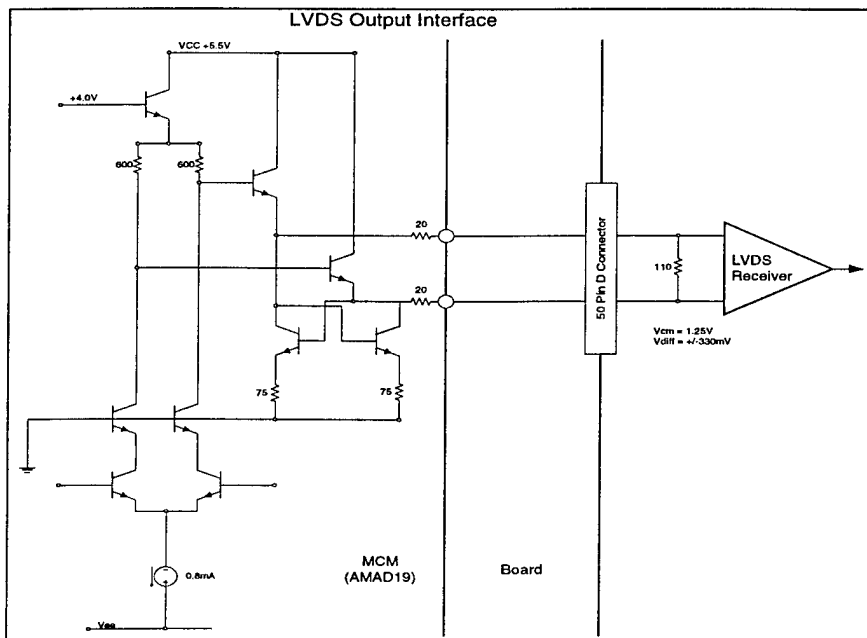 LVDS Output Interface
VCC +5.5V
+4.0V
600
600
20
20
110
50 Pin D Connector
LVDS
Receiver
Vcm = 1.25V
Vdiff = +/-330mV
75
75
0.8mA
MCM
(AMAD19)
Board
Vee